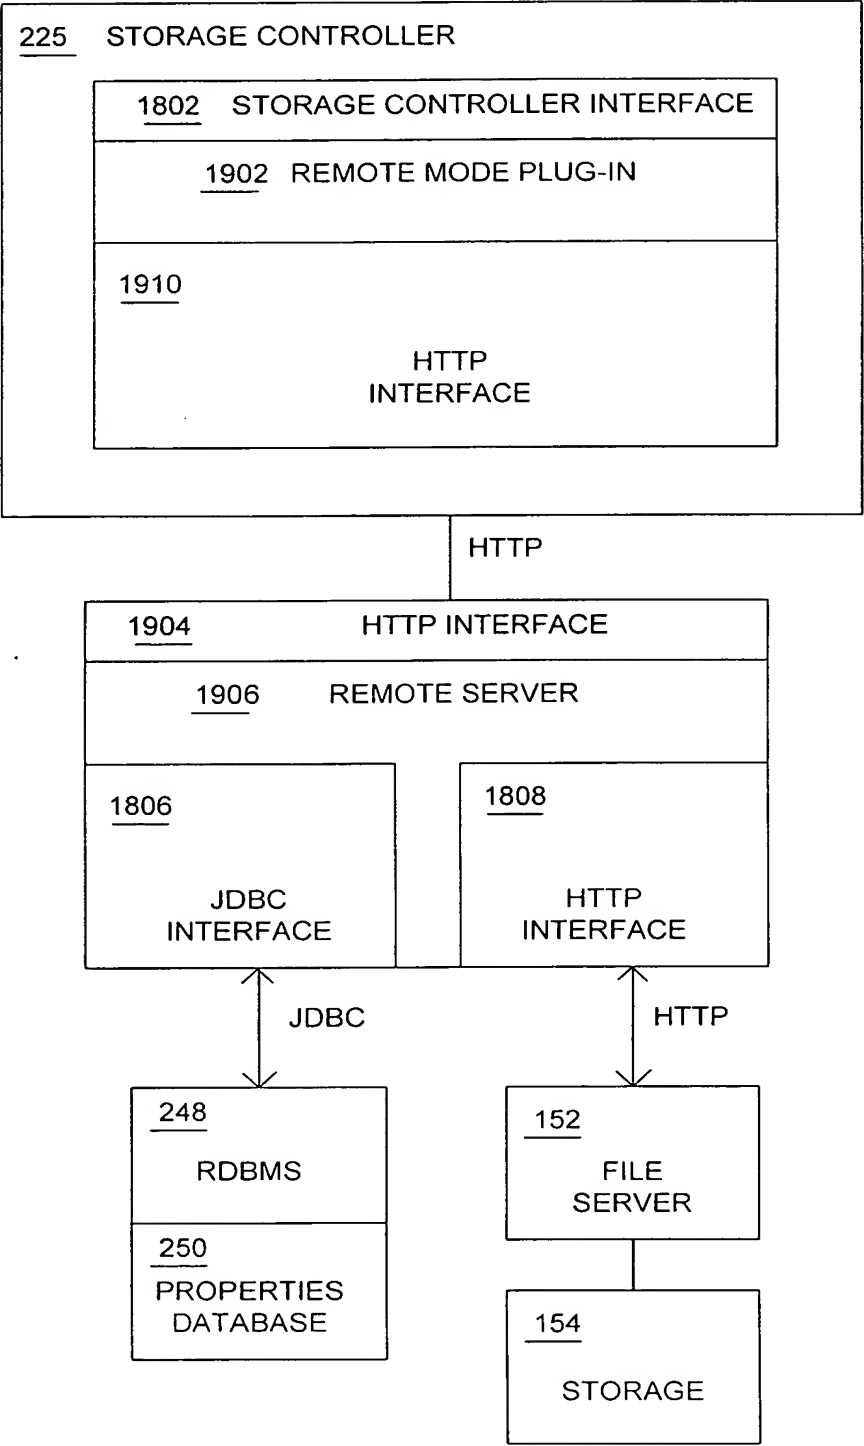 225 STORAGE CONTROLLER
1802 STORAGE CONTROLLER INTERFACE
1902 REMOTE MODE PLUG-IN
1910
HTTP
INTERFACE
HTTP
1904 HTTP INTERFACE
1906 REMOTE SERVER
1806
JDBC
INTERFACE
1808
HTTP
INTERFACE
JDBC
HTTP
248
RDBMS
250
PROPERTIES
DATABASE
152
FILE
SERVER
154
STORAGE